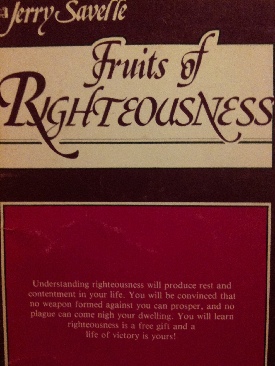 Jerry Savelle
Fruits of
RIGHTEOUSNESS
Understanding righteousness will produce rest and
contentment in your life. You will be convinced that
no weapon formed against you can prosper, and no
plague can come nigh your dwelling. You will learn
righteousness is a free gift and a
life of victory is yours!